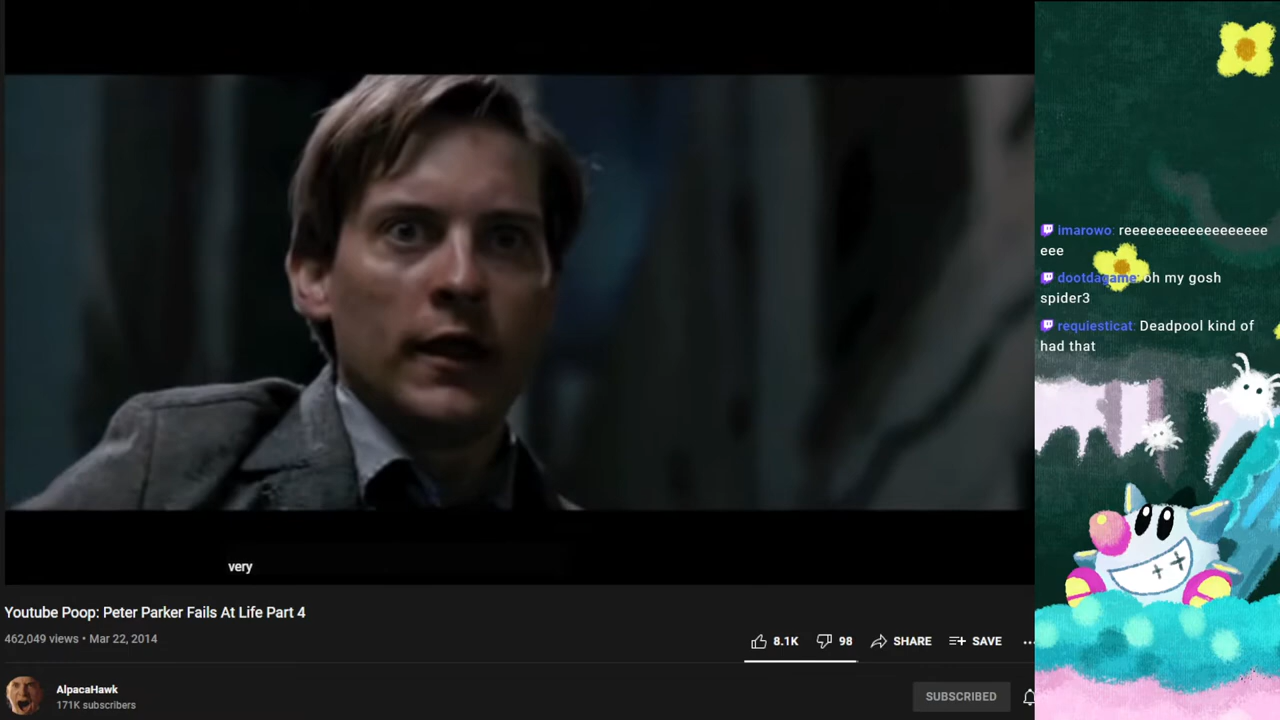 imarowo: reeeeeeeeeeeeeeeeee
eee
dootdagame: oh my gosh
spider3
requiesticat: Deadpool kind of
had that
very
Youtube Poop: Peter Parker Fails At Life Part 4
462,049 views • Mar 22, 2014
8.1K 98 SHARE SAVE ...
AlpacaHawk
171K subscribers
SUBSCRIBED